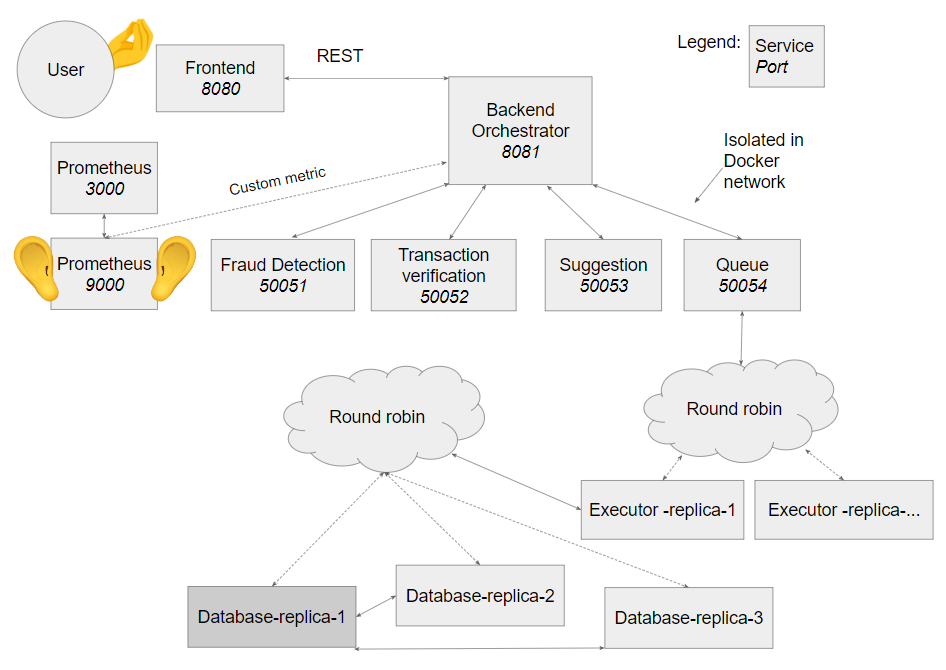 User
Frontend
8080
REST
Legend:
Service
Port
Backend
Orchestrator
8081
Isolated in
Docker
network
Prometheus
3000
Custom metric
Prometheus
9000
Fraud Detection
50051
Transaction
verification
50052
Suggestion
50053
Queue
50054
Round robin
Round robin
Executor -replica-1
Executor -replica-...
Database-replica-1
Database-replica-2
Database-replica-3